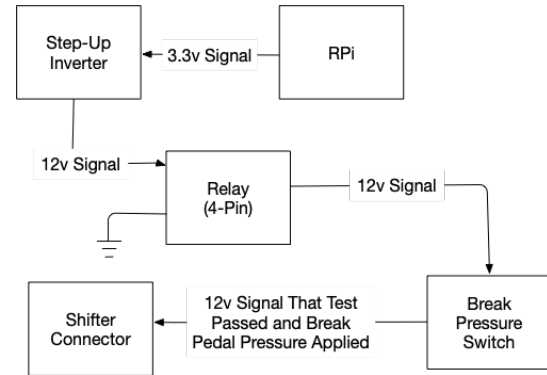 Step-Up
Inverter
3.3v Signal
RPi
12v Signal
Relay
(4-Pin)
12v Signal
Shifter
Connector
12v Signal That Test
Passed and Break
Pedal Pressure Applied
Break
Pressure
Switch